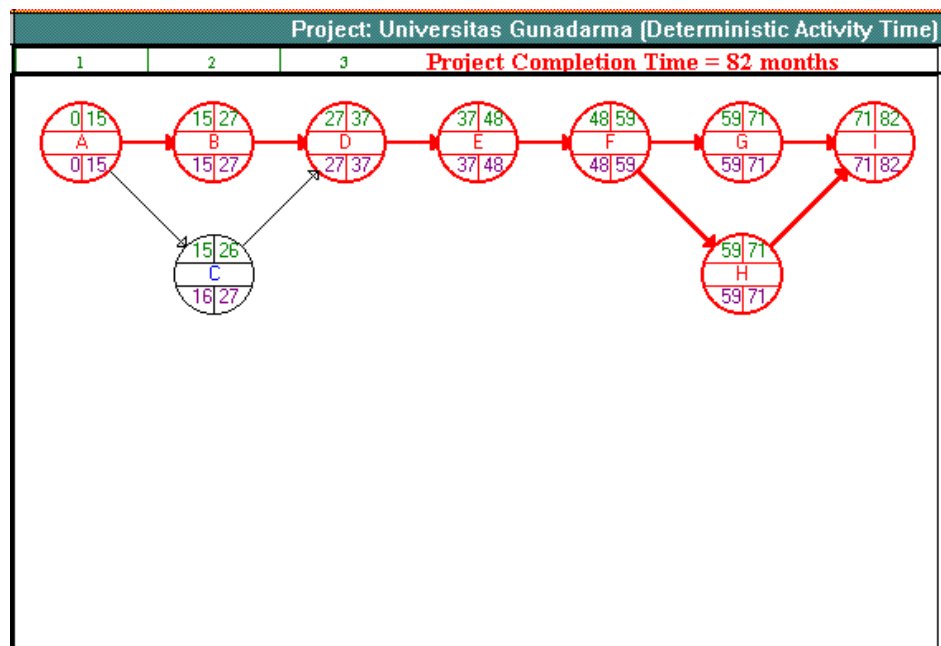 Project: Universitas Gunadarma (Deterministic Activity Time)
1 2 3 Project Completion Time = 82 months
0 15 15 27 27 37 37 48 48 59 59 71 71 82
A B D E F G I
0 15 15 27 27 37 37 48 48 59 59 71 71 82
15 26 59 71
C H
16 27 59 71